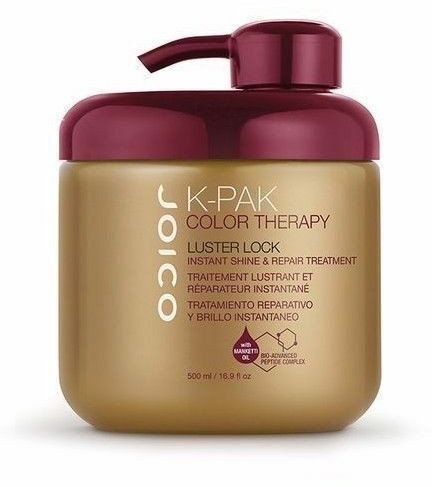 JOICO
K-PAK
COLOR THERAPY
LUSTER LOCK
INSTANT SHINE & REPAIR TREATMENT
TRAITEMENT LUSTRANT ET
RÉPARATEUR INSTANTANÉ
TRATAMIENTO REPARATIVO
Y BRILLO INSTANTANEO
with
MANKETTI
OIL
BIO-ADVANCED
PEPTIDE COMPLEX
500 ml / 16.9 fl oz